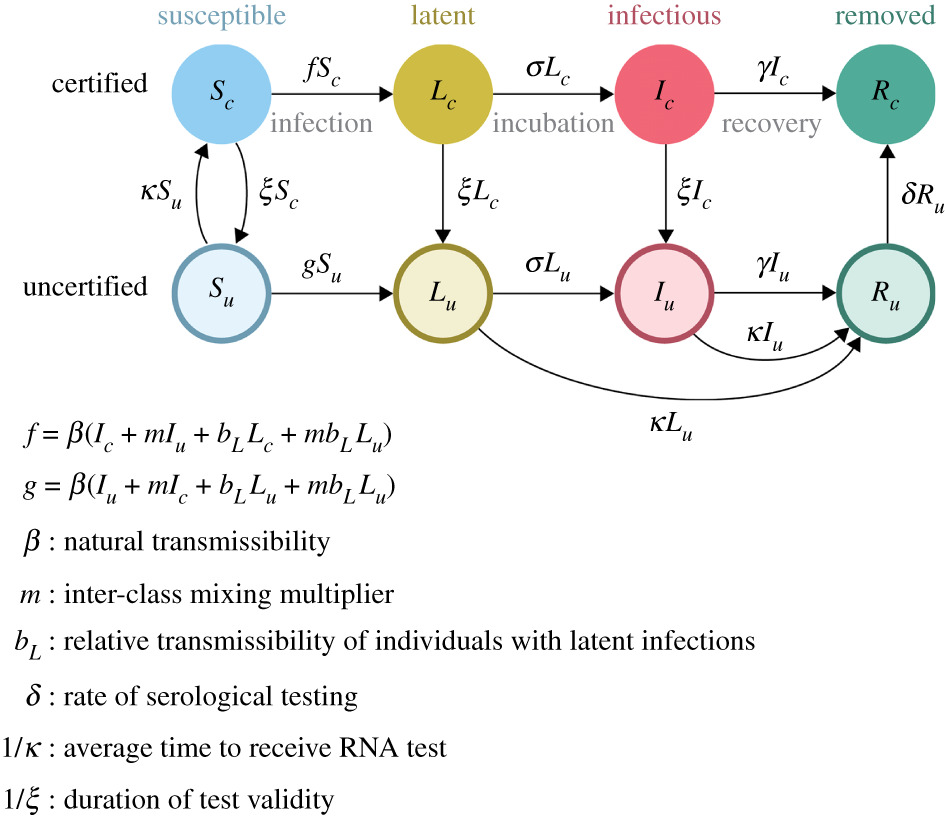 susceptible latent infectious removed
certified S_c fS_c L_c σL_c I_c γI_c R_c
infection incubation recovery
κS_u ξS_c ξL_c ξI_c δR_u
uncertified S_u gS_u L_u σL_u I_u γI_u R_u
κI_u
κL_u
f = β(I_c + mI_u + b_L L_c + mb_L L_u)
g = β(I_u + mI_c + b_L L_u + mb_L L_u)
β : natural transmissibility
m : inter-class mixing multiplier
b_L : relative transmissibility of individuals with latent infections
δ : rate of serological testing
1/κ : average time to receive RNA test
1/ξ : duration of test validity